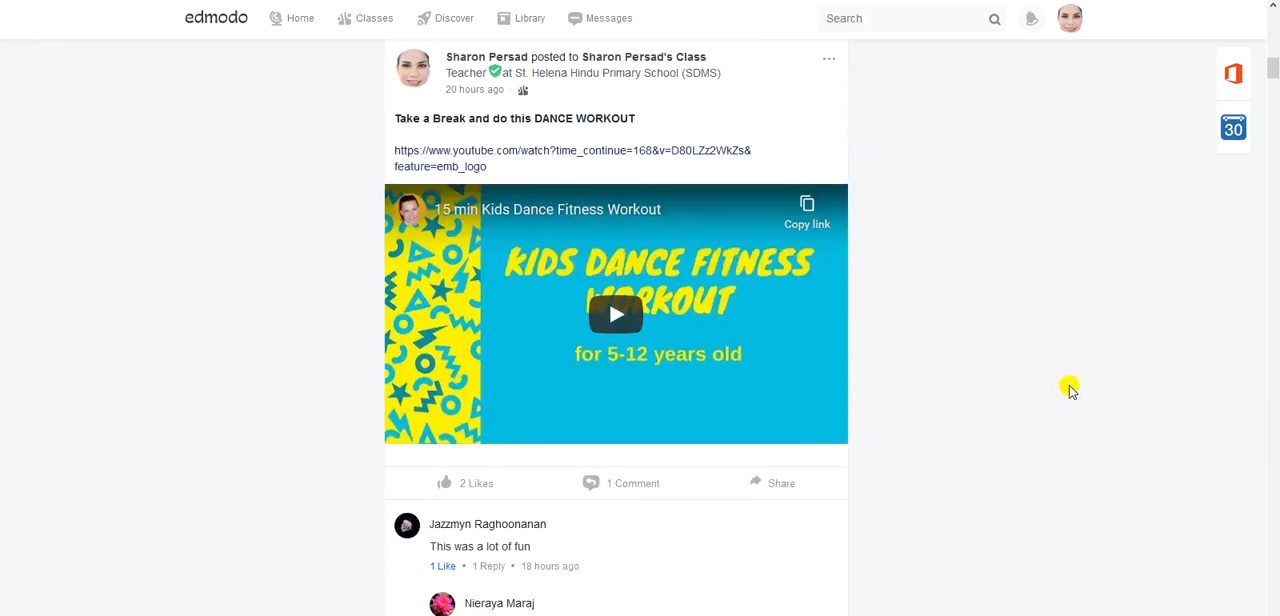 edmodo Home Classes Discover Library Messages Search
Sharon Persad posted to Sharon Persad's Class
Teacher at St. Helena Hindu Primary School (SDMS)
20 hours ago
Take a Break and do this DANCE WORKOUT
https://www.youtube.com/watch?time_continue=168&v=D80LZz2WkZs&
feature=emb_logo
15 min Kids Dance Fitness Workout
Copy link
KIDS DANCE FITNESS
WORKOUT
for 5-12 years old
30
2 Likes 1 Comment Share
Jazzmyn Raghoonanan
This was a lot of fun
1 Like • 1 Reply • 18 hours ago
Nieraya Maraj